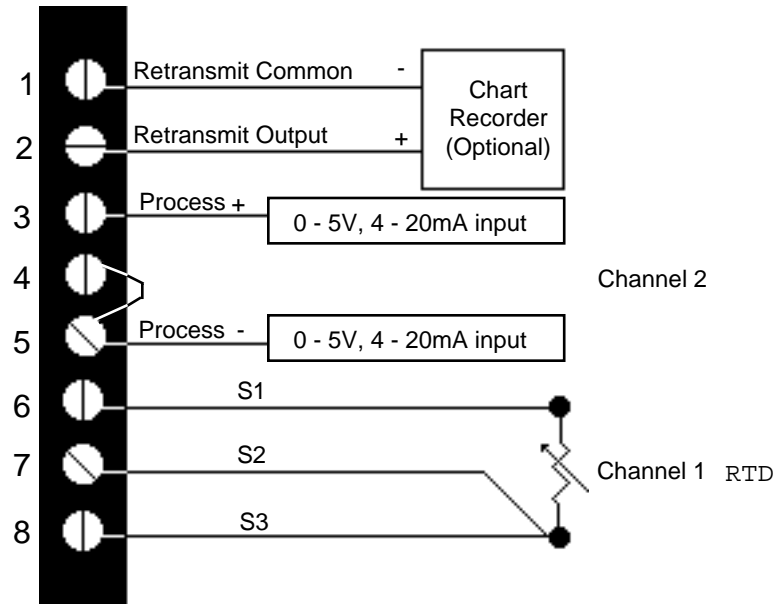 1 Retransmit Common -
Chart
Recorder
(Optional)
2 Retransmit Output +
3 Process + 0 - 5V, 4 - 20mA input
4 Channel 2
5 Process - 0 - 5V, 4 - 20mA input
6 S1
7 S2
Channel 1 RTD
8 S3